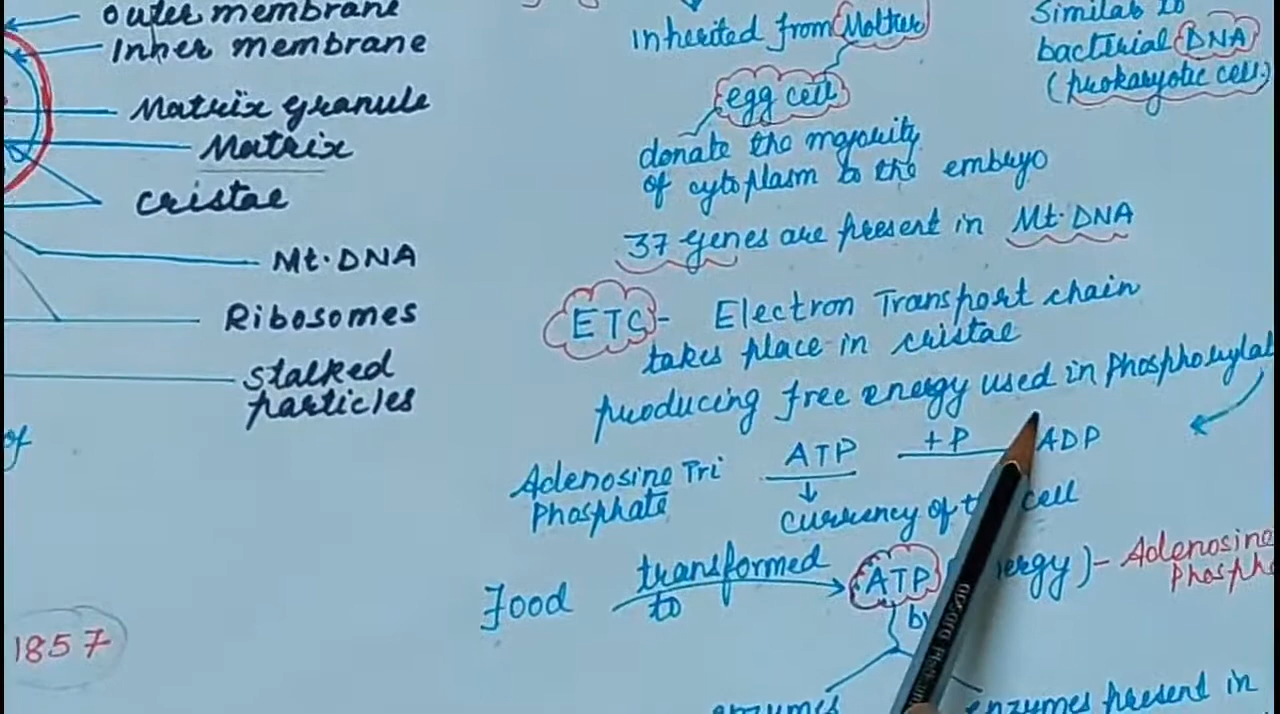 outer membrane
Inner membrane
Matrix granule
Matrix
cristae
Mt. DNA
Ribosomes
stalked
particles
of
1857
inherited from Mother
egg cell
donate the majority
of cytoplasm to the embryo
37 genes are present in Mt. DNA
Similar to
bacterial DNA
(prokaryotic cell)
ETC - Electron Transport chain
takes place in cristae
producing free energy used in Phosphorylat
Adenosine Tri
Phosphate
ATP +P ADP
currency of cell
Food transformed
to
ATP
Adenosine
enzymes
enzymes present in